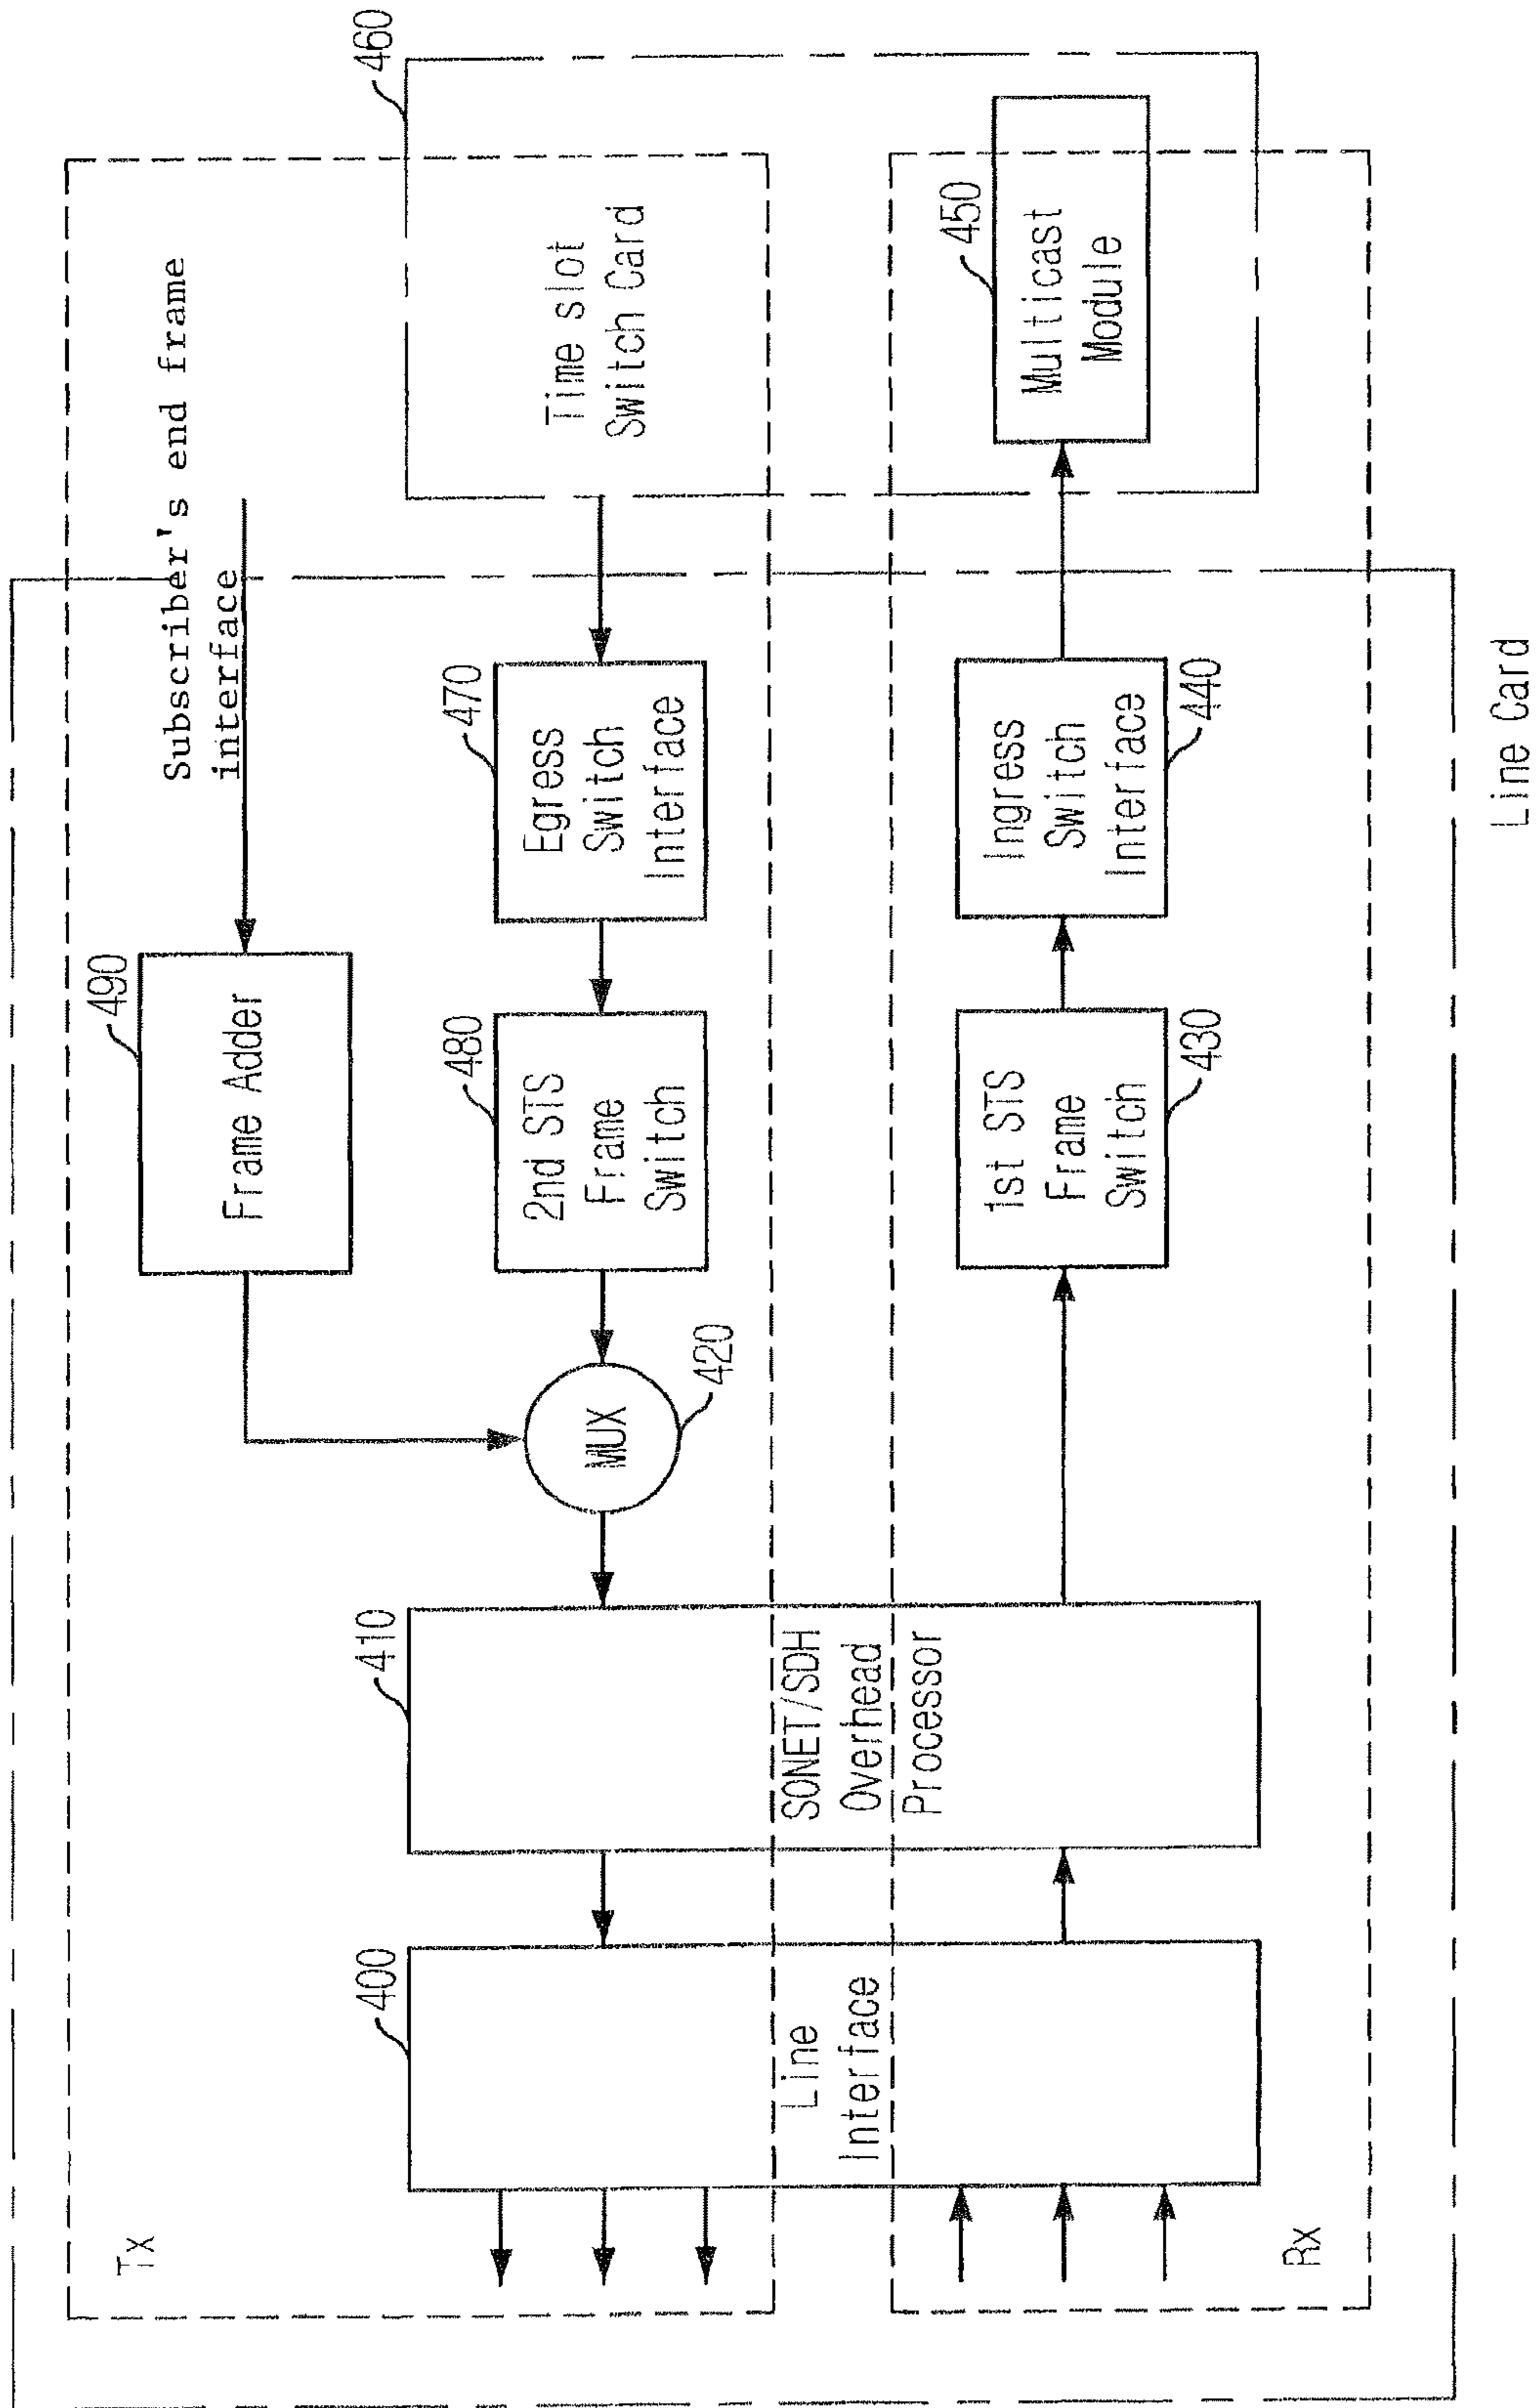 Tx
400
Line
Interface
410
SONET/SDH
Overhead
Processor
490
Frame Adder
Subscriber's end frame
interface
MUX
420
480
2nd STS
Frame
Switch
470
Egress
Switch
Interface
460
Time slot
Switch Card
1st STS
Frame
Switch
430
Ingress
Switch
Interface
440
450
Multicast
Module
Rx
Line Card